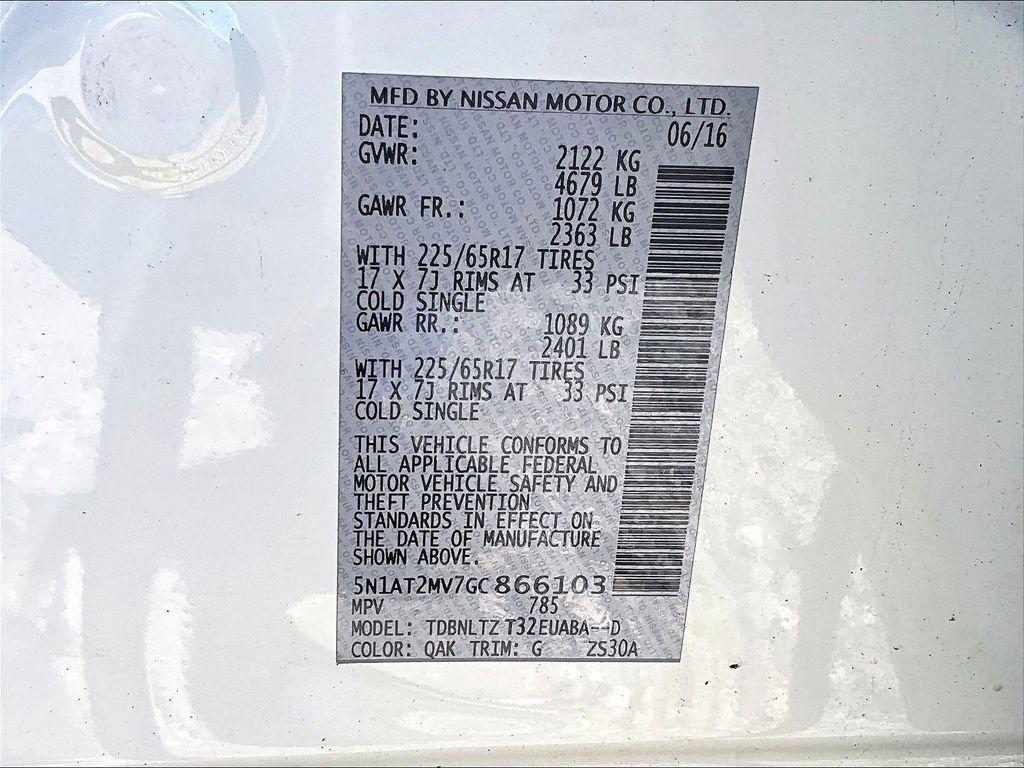 MFD BY NISSAN MOTOR CO., LTD.
DATE: 06/16
GVWR: 2122 KG
4679 LB
GAWR FR.: 1072 KG
2363 LB
WITH 225/65R17 TIRES
17 X 7J RIMS AT 33 PSI
COLD SINGLE
GAWR RR.: 1089 KG
2401 LB
WITH 225/65R17 TIRES
17 X 7J RIMS AT 33 PSI
COLD SINGLE
THIS VEHICLE CONFORMS TO
ALL APPLICABLE FEDERAL
MOTOR VEHICLE SAFETY AND
THEFT PREVENTION
STANDARDS IN EFFECT ON
THE DATE OF MANUFACTURE
SHOWN ABOVE.
5N1AT2MV7GC866103
MPV 785
MODEL: TDBNLTZ T32EUABA--D
COLOR: QAK TRIM: G ZS30A